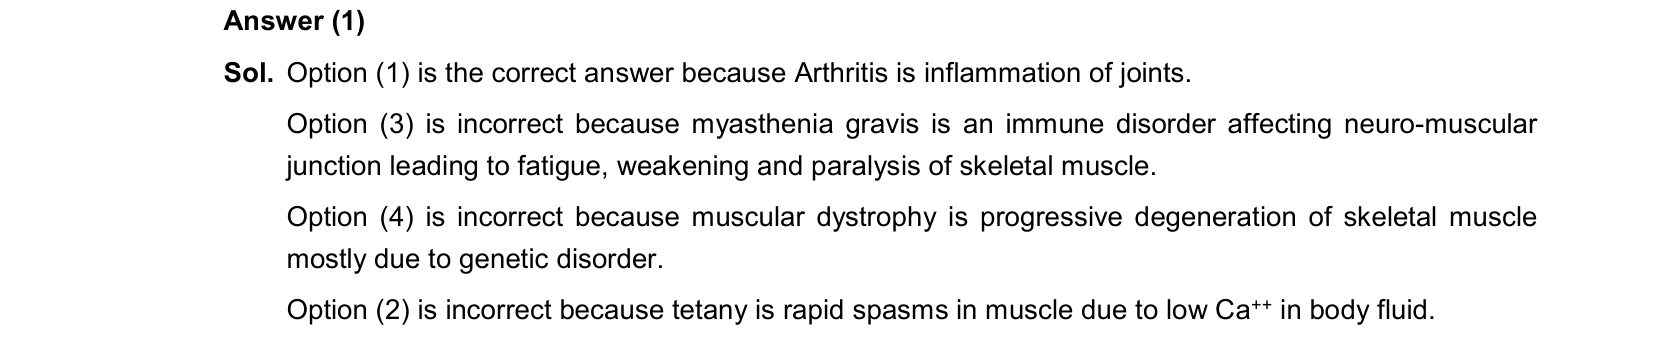 Answer (1)
Sol. Option (1) is the correct answer because Arthritis is inflammation of joints.
Option (3) is incorrect because myasthenia gravis is an immune disorder affecting neuro-muscular
junction leading to fatigue, weakening and paralysis of skeletal muscle.
Option (4) is incorrect because muscular dystrophy is progressive degeneration of skeletal muscle
mostly due to genetic disorder.
Option (2) is incorrect because tetany is rapid spasms in muscle due to low Ca⁺⁺ in body fluid.